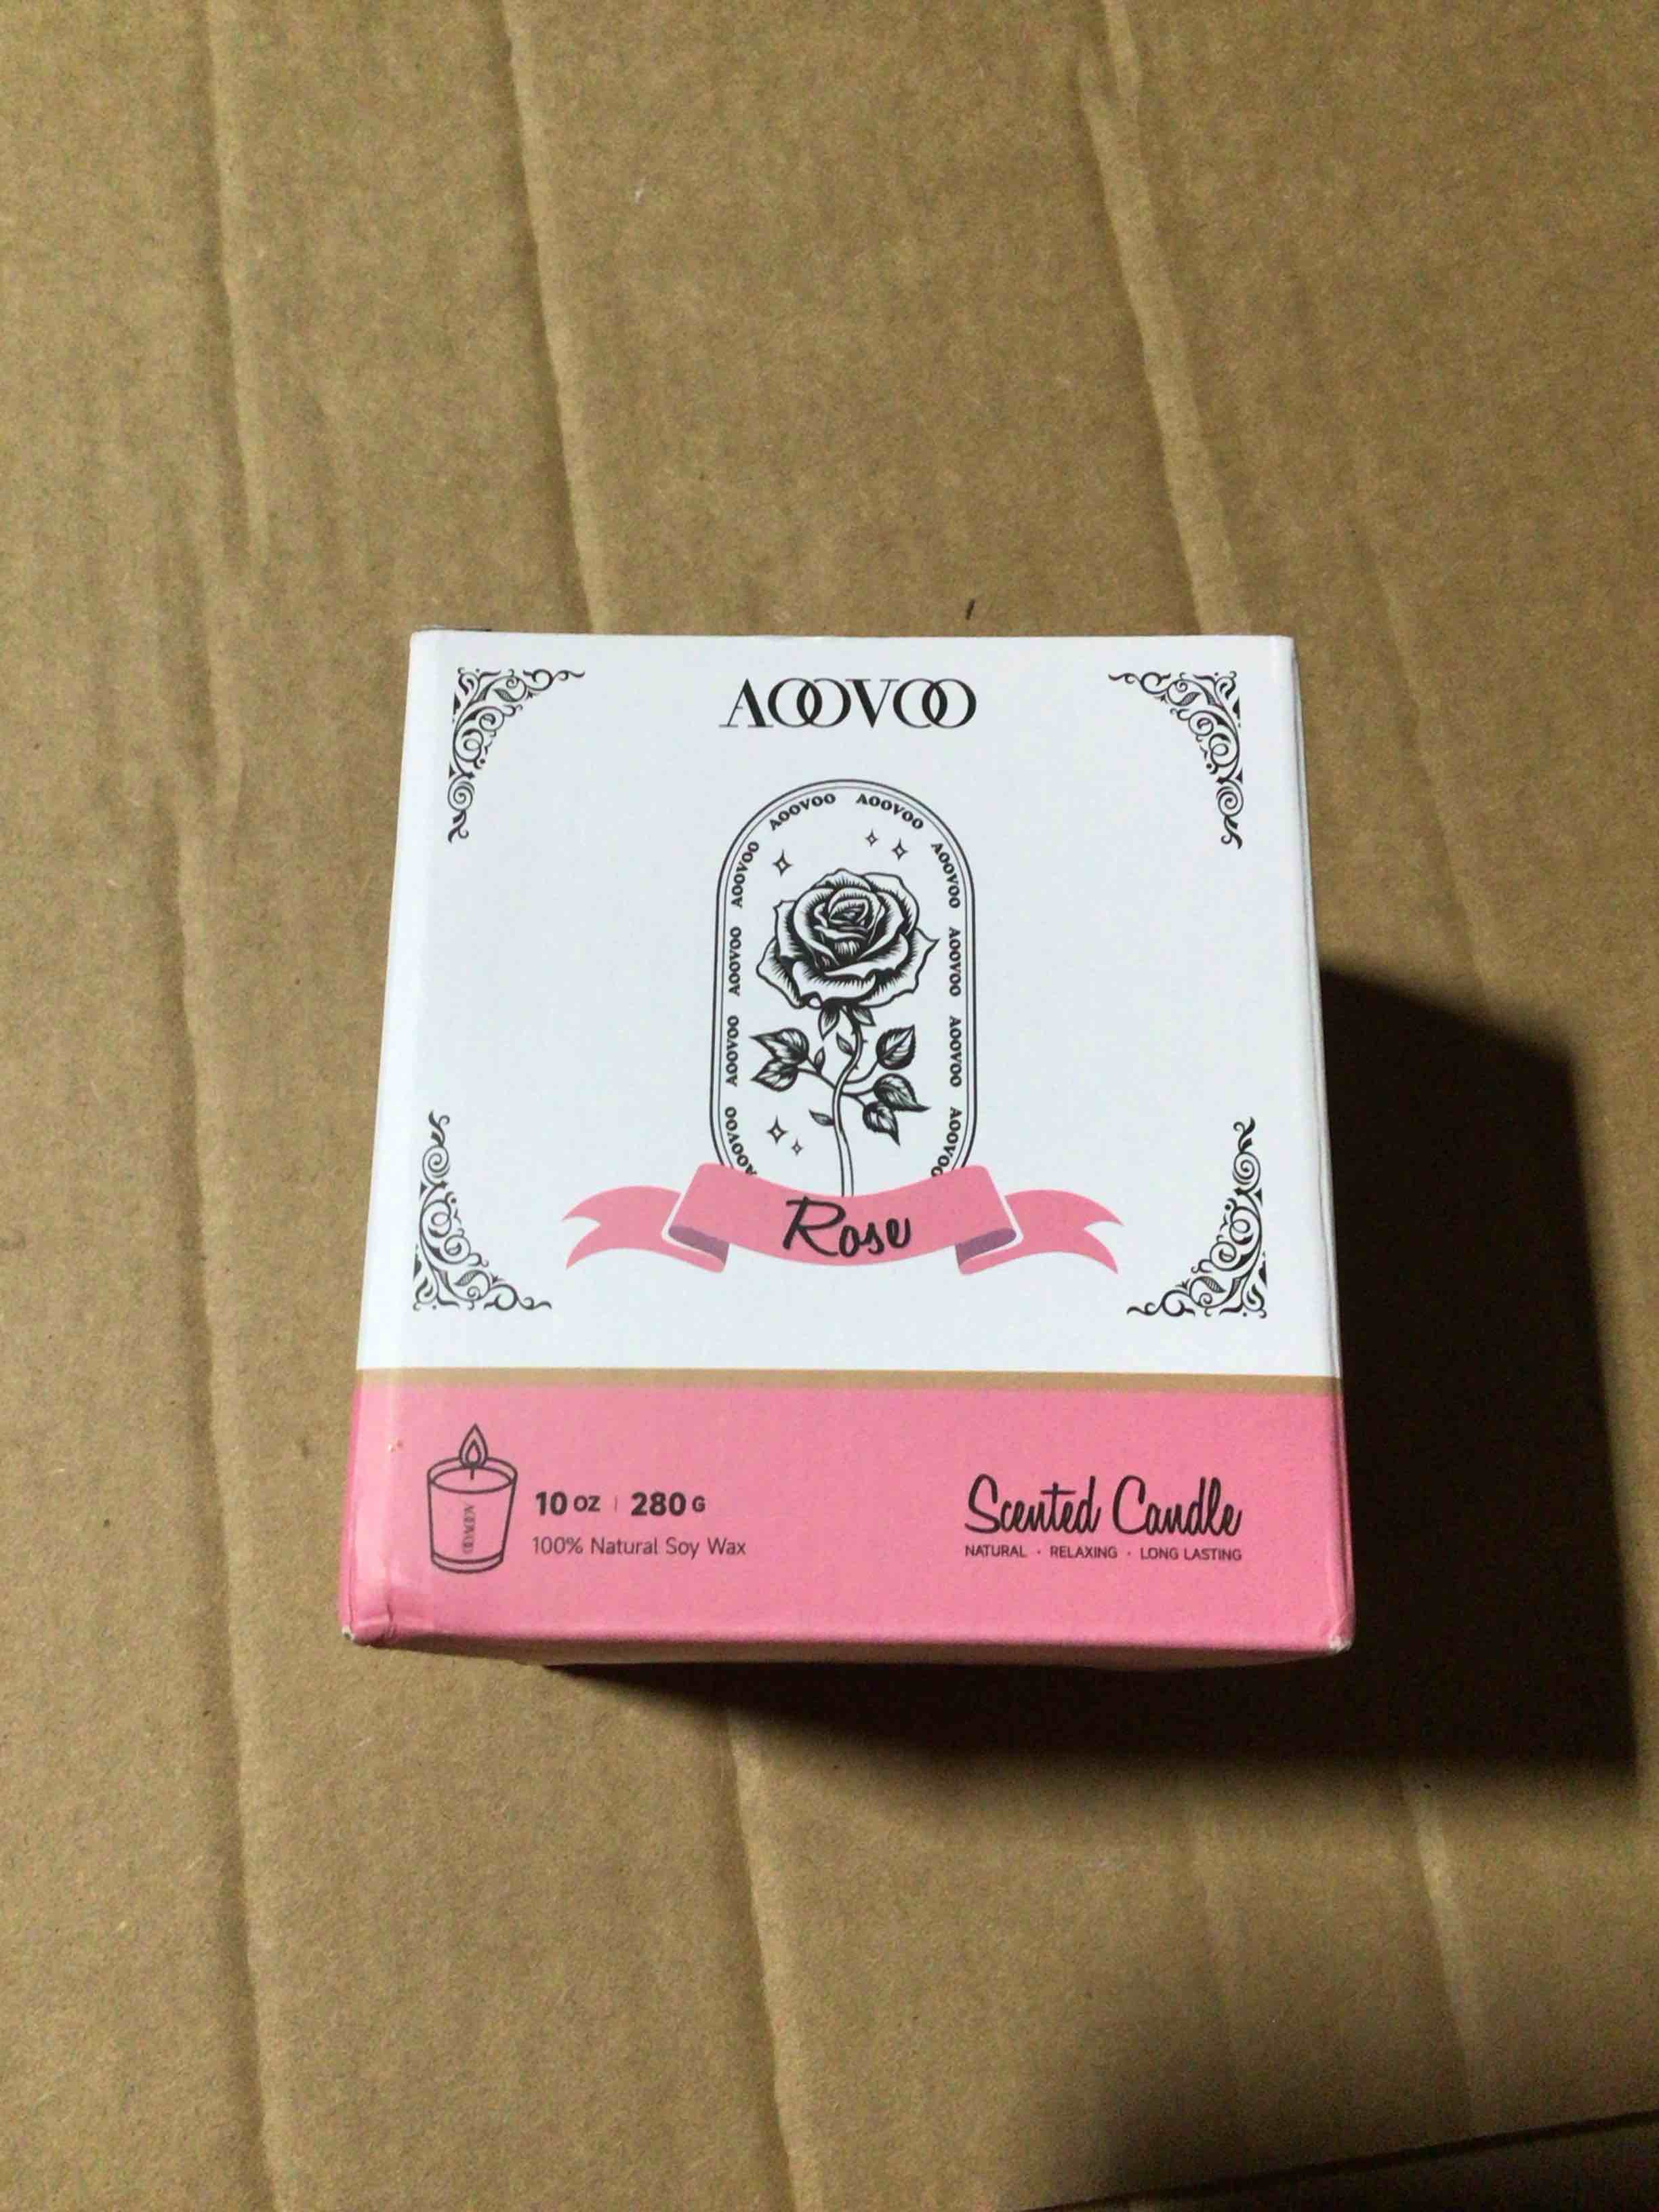 AOOVOO
AOOVOO AOOVOO AOOVOO AOOVOO AOOVOO AOOVOO AOOVOO AOOVOO AOOVOO AOOVOO
Rose
10 OZ | 280 G
100% Natural Soy Wax
AOOVOO
Scented Candle
NATURAL · RELAXING · LONG LASTING